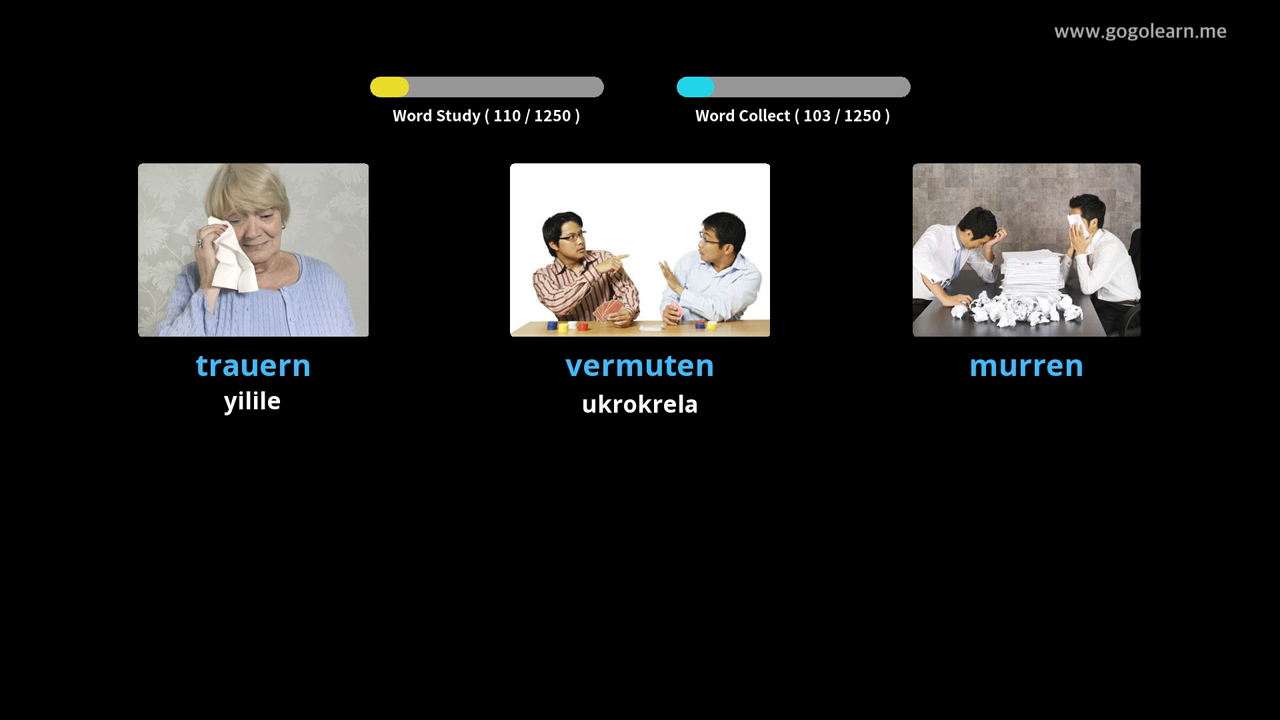 www.gogolearn.me
Word Study ( 110 / 1250 )
Word Collect ( 103 / 1250 )
trauern
vermuten
murren
yilile
ukrokrela